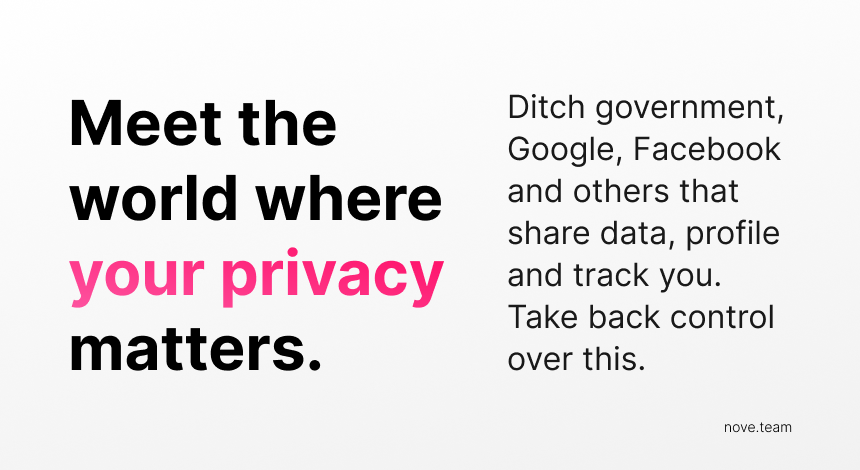 Meet the
world where
your privacy
matters.
Ditch government,
Google, Facebook
and others that
share data, profile
and track you.
Take back control
over this.
nove.team